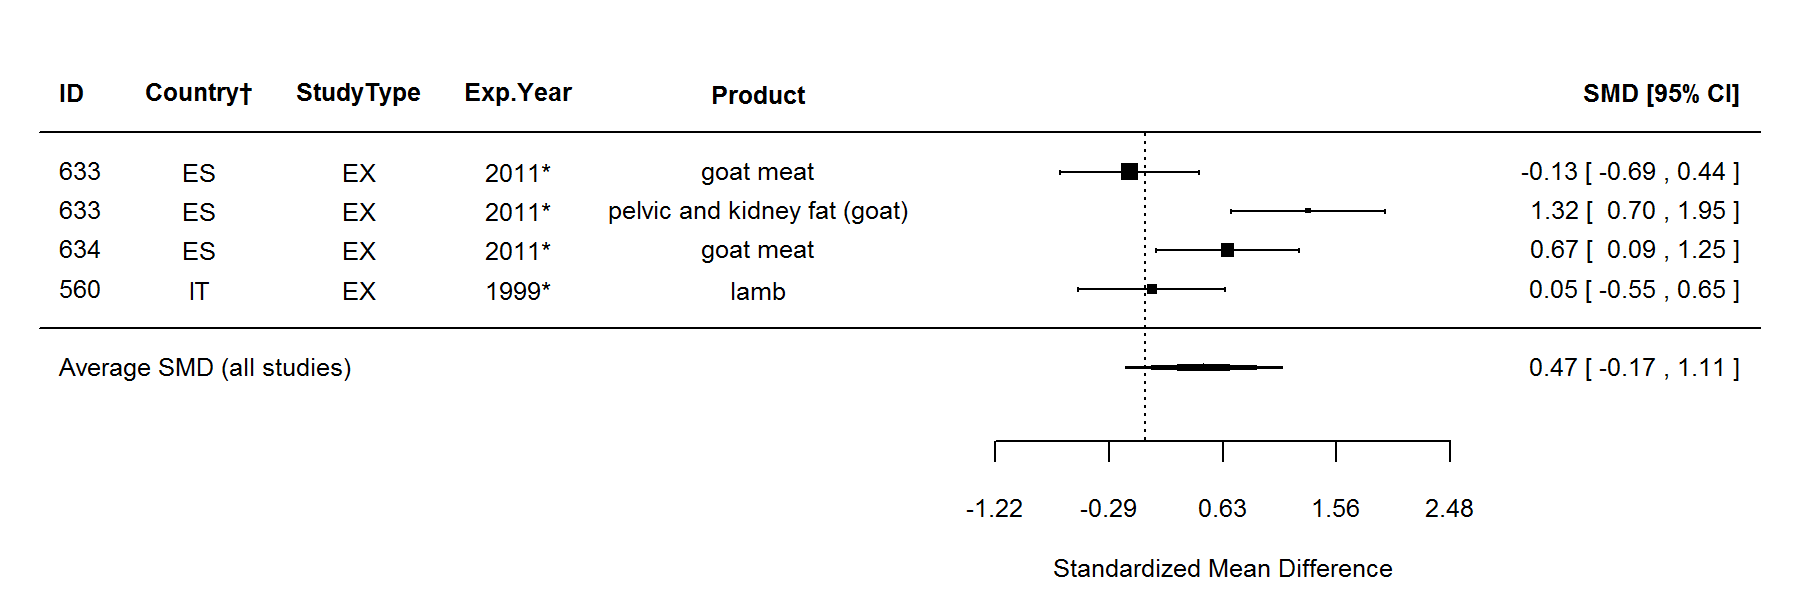 ID Country† StudyType Exp.Year Product SMD [95% CI]
633 ES EX 2011* goat meat -0.13 [ -0.69 , 0.44 ]
633 ES EX 2011* pelvic and kidney fat (goat) 1.32 [ 0.70 , 1.95 ]
634 ES EX 2011* goat meat 0.67 [ 0.09 , 1.25 ]
560 IT EX 1999* lamb 0.05 [ -0.55 , 0.65 ]
Average SMD (all studies) 0.47 [ -0.17 , 1.11 ]
-1.22 -0.29 0.63 1.56 2.48
Standardized Mean Difference